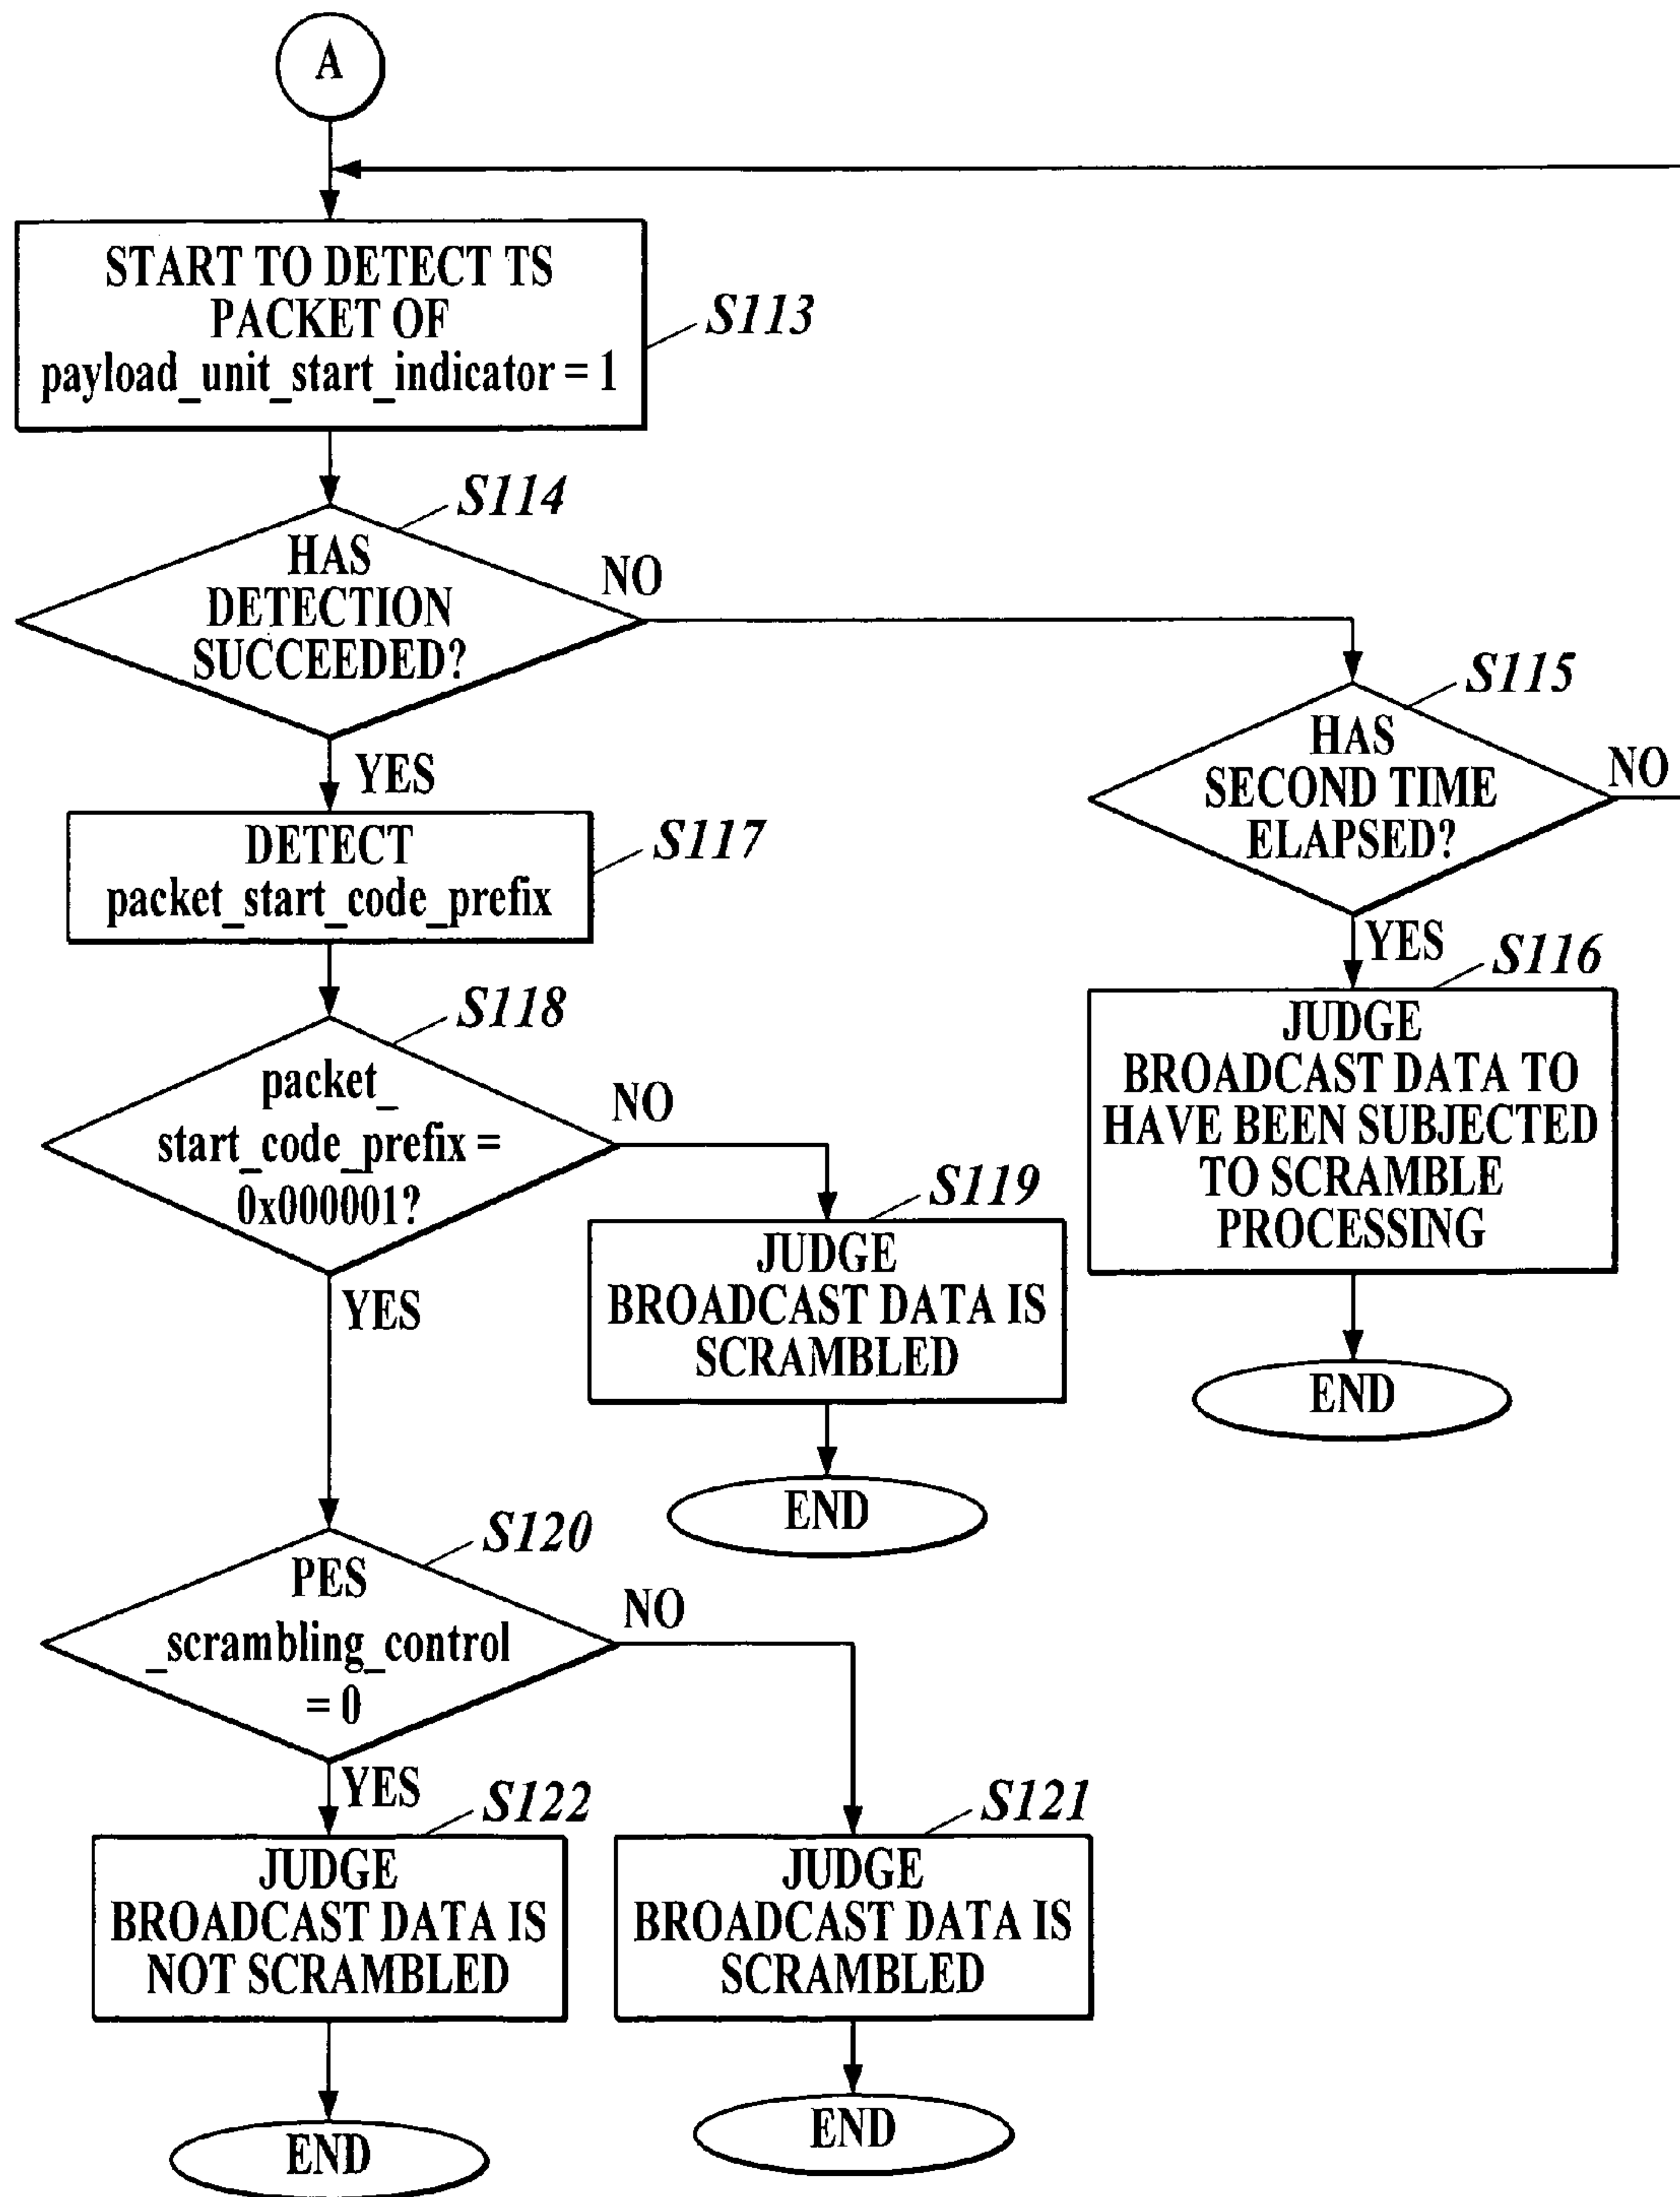 A
START TO DETECT TS
PACKET OF
payload_unit_start_indicator = 1
S113
S114
HAS
DETECTION
SUCCEEDED?
NO
YES
S115
HAS
SECOND TIME
ELAPSED?
NO
YES
S116
JUDGE
BROADCAST DATA TO
HAVE BEEN SUBJECTED
TO SCRAMBLE
PROCESSING
END
DETECT
packet_start_code_prefix
S117
S118
packet_
start_code_prefix =
0x000001?
NO
YES
S119
JUDGE
BROADCAST DATA IS
SCRAMBLED
END
S120
PES
_scrambling_control
= 0
NO
YES
S122
JUDGE
BROADCAST DATA IS
NOT SCRAMBLED
END
S121
JUDGE
BROADCAST DATA IS
SCRAMBLED
END